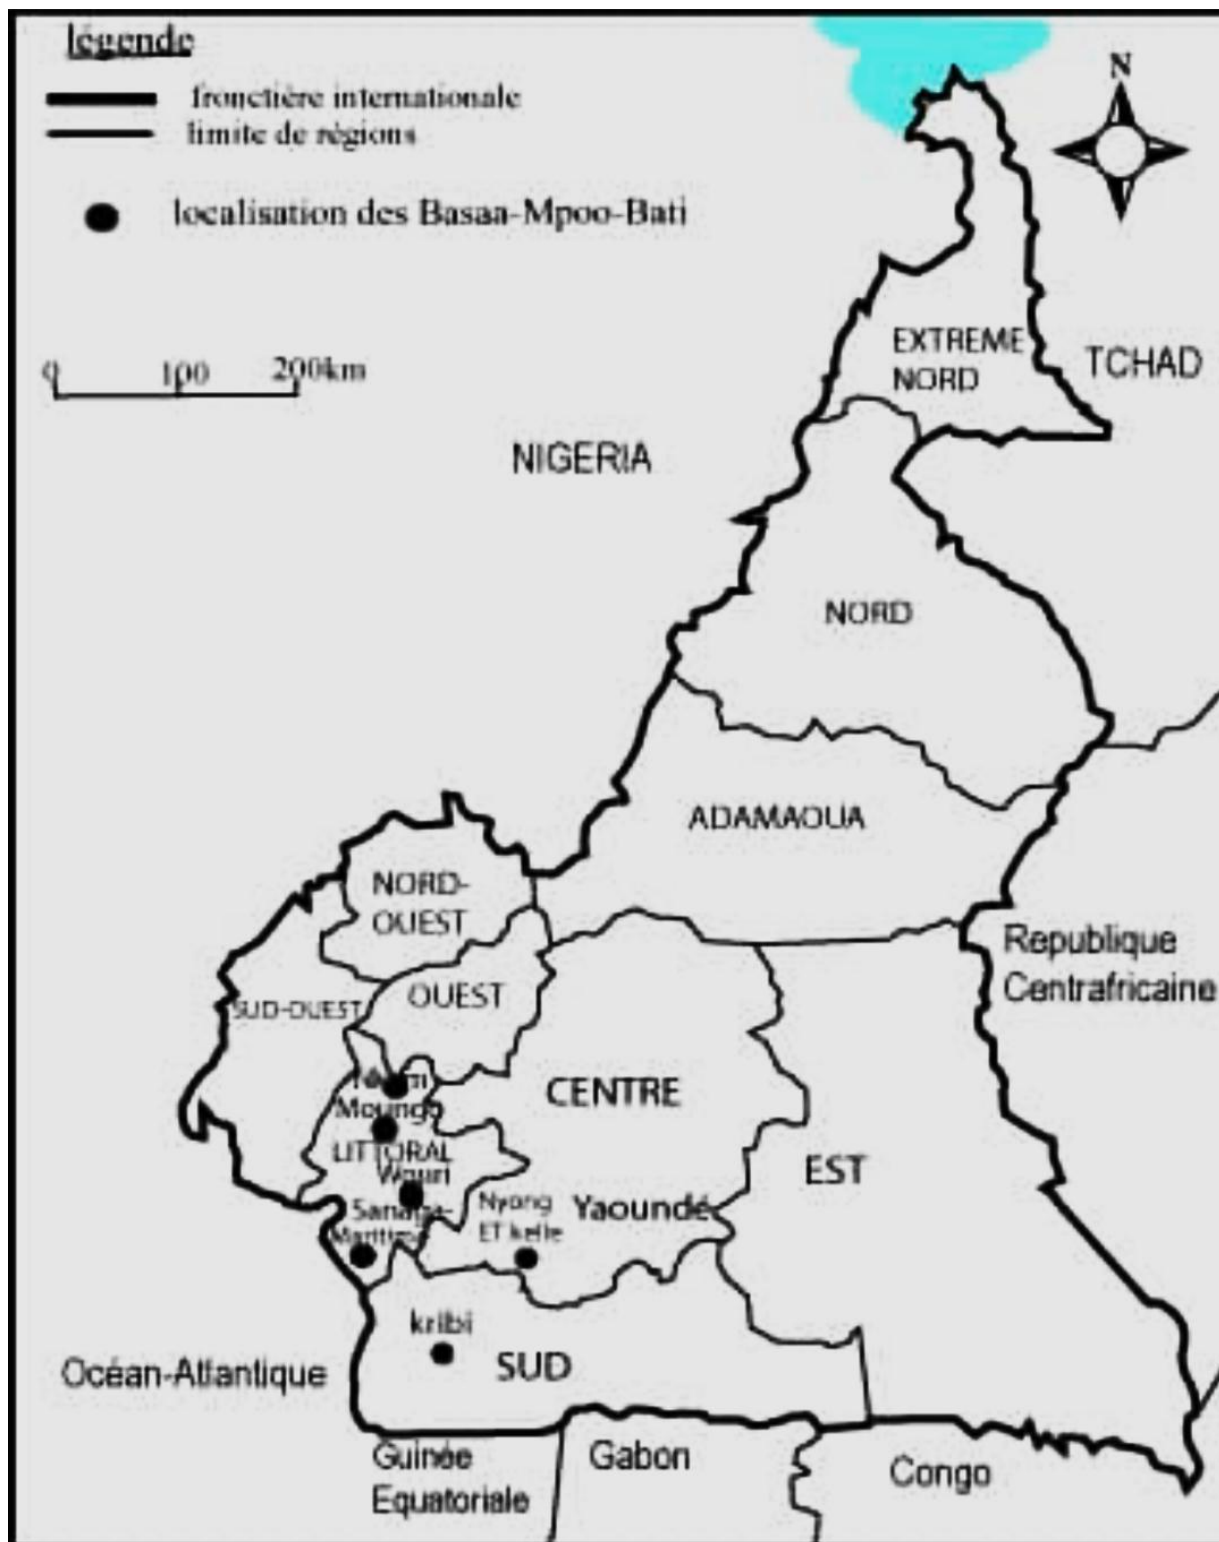 légende
fronctière internationale
limite de régions
localisation des Basaa-Mpoo-Bati
0 100 200km
N
EXTREME
NORD
TCHAD
NIGERIA
NORD
ADAMAOUA
NORD-
OUEST
Republique
Centrafricaine
OUEST
SUD-OUEST
CENTRE
Moungo
LITTORAL
Wouri
EST
Sanaga-
Maritime
Nyong
ET kelle
Yaoundé
kribi
SUD
Océan-Atlantique
Guinée
Equatoriale
Gabon
Congo